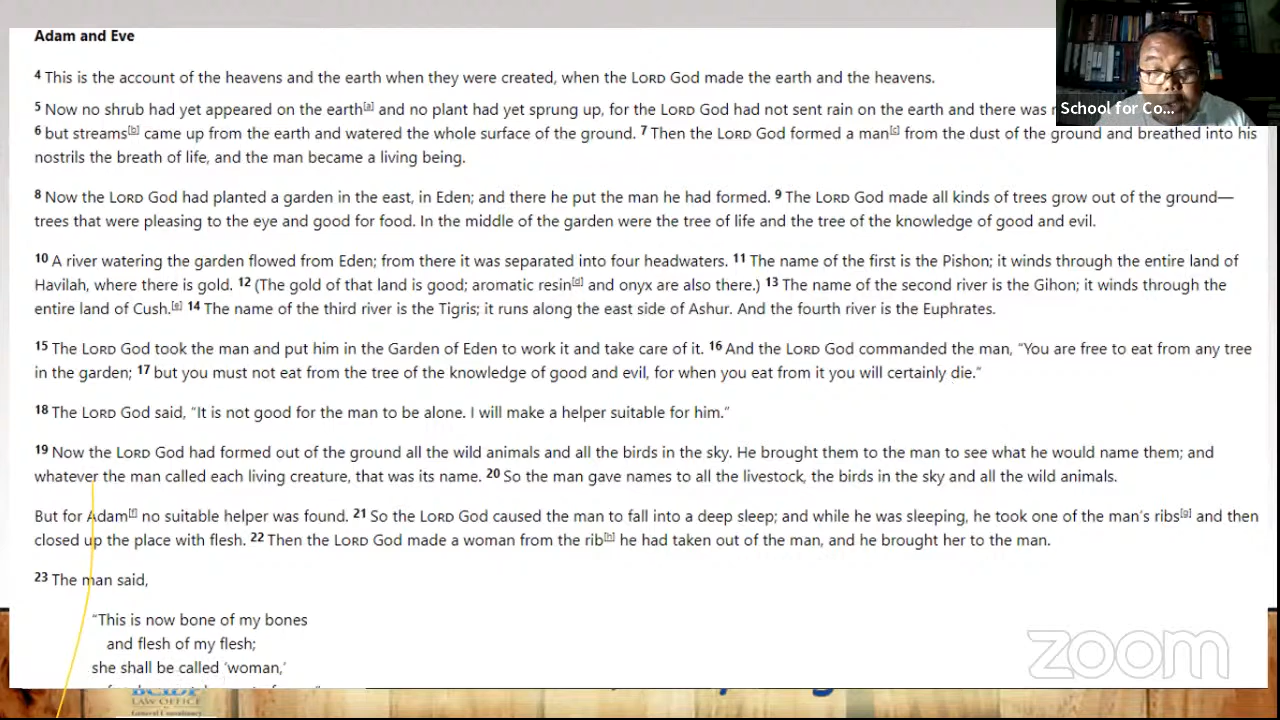 Adam and Eve
4 This is the account of the heavens and the earth when they were created, when the LORD God made the earth and the heavens.
5 Now no shrub had yet appeared on the earth[a] and no plant had yet sprung up, for the LORD God had not sent rain on the earth and there was
School for Co...
6 but streams[b] came up from the earth and watered the whole surface of the ground. 7 Then the LORD God formed a man[c] from the dust of the ground and breathed into his
nostrils the breath of life, and the man became a living being.
8 Now the LORD God had planted a garden in the east, in Eden; and there he put the man he had formed. 9 The LORD God made all kinds of trees grow out of the ground—
trees that were pleasing to the eye and good for food. In the middle of the garden were the tree of life and the tree of the knowledge of good and evil.
10 A river watering the garden flowed from Eden; from there it was separated into four headwaters. 11 The name of the first is the Pishon; it winds through the entire land of
Havilah, where there is gold. 12 (The gold of that land is good; aromatic resin[d] and onyx are also there.) 13 The name of the second river is the Gihon; it winds through the
entire land of Cush.[e] 14 The name of the third river is the Tigris; it runs along the east side of Ashur. And the fourth river is the Euphrates.
15 The LORD God took the man and put him in the Garden of Eden to work it and take care of it. 16 And the LORD God commanded the man, “You are free to eat from any tree
in the garden; 17 but you must not eat from the tree of the knowledge of good and evil, for when you eat from it you will certainly die.”
18 The LORD God said, “It is not good for the man to be alone. I will make a helper suitable for him.”
19 Now the LORD God had formed out of the ground all the wild animals and all the birds in the sky. He brought them to the man to see what he would name them; and
whatever the man called each living creature, that was its name. 20 So the man gave names to all the livestock, the birds in the sky and all the wild animals.
But for Adam[f] no suitable helper was found. 21 So the LORD God caused the man to fall into a deep sleep; and while he was sleeping, he took one of the man’s ribs[g] and then
closed up the place with flesh. 22 Then the LORD God made a woman from the rib[h] he had taken out of the man, and he brought her to the man.
23 The man said,
“This is now bone of my bones
and flesh of my flesh;
she shall be called ‘woman,’
zoom
LAW OFFICE